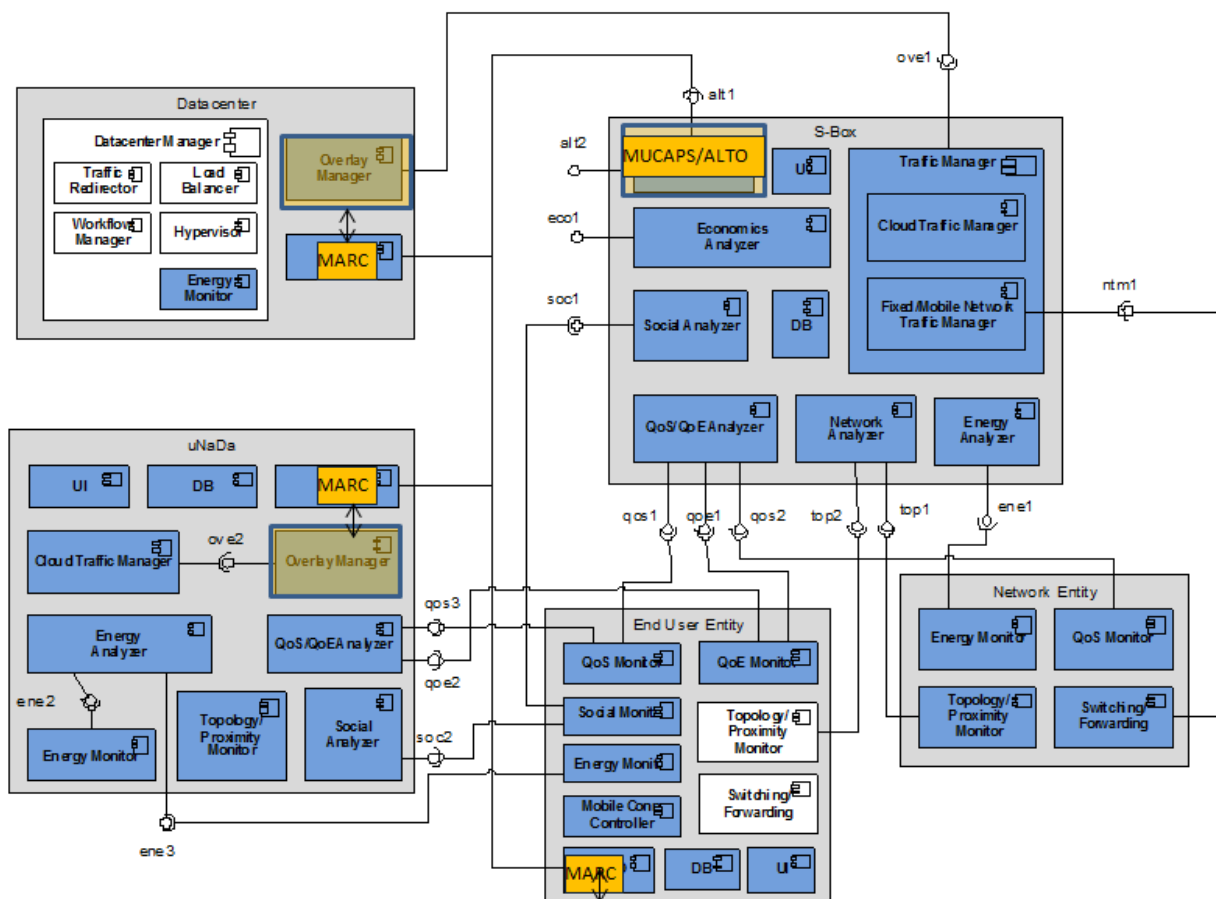 ove1
alt1
Datacenter
S-Box
Datacenter Manager
Overlay
Manager
alt2
MUCAPS/ALTO
UI
Traffic
Manager
Traffic
Redirector
Load
Balancer
Workflow
Manager
Hypervisor
MARC
Energy
Monitor
eco1
Economics
Analyzer
Cloud Traffic Manager
soc1
Social Analyzer
DB
Fixed/Mobile Network
Traffic Manager
ntm1
QoS/QoE Analyzer
Network
Analyzer
Energy
Analyzer
uNaDa
UI
DB
MARC
qos1
qoe1
qos2
top2
top1
ene1
Cloud Traffic Manager
ove2
Overlay Manager
Network Entity
Energy Monitor
QoS Monitor
Topology/
Proximity
Monitor
Switching/
Forwarding
Energy
Analyzer
QoS/QoE Analyzer
qos3
qoe2
End User Entity
QoS Monitor
QoE Monitor
ene2
Energy Monitor
Topology/
Proximity
Monitor
Social
Analyzer
soc2
Social Monitor
Topology/
Proximity
Monitor
Energy Monitor
Switching/
Forwarding
Mobile Conn
Controller
ene3
MARC
DB
UI